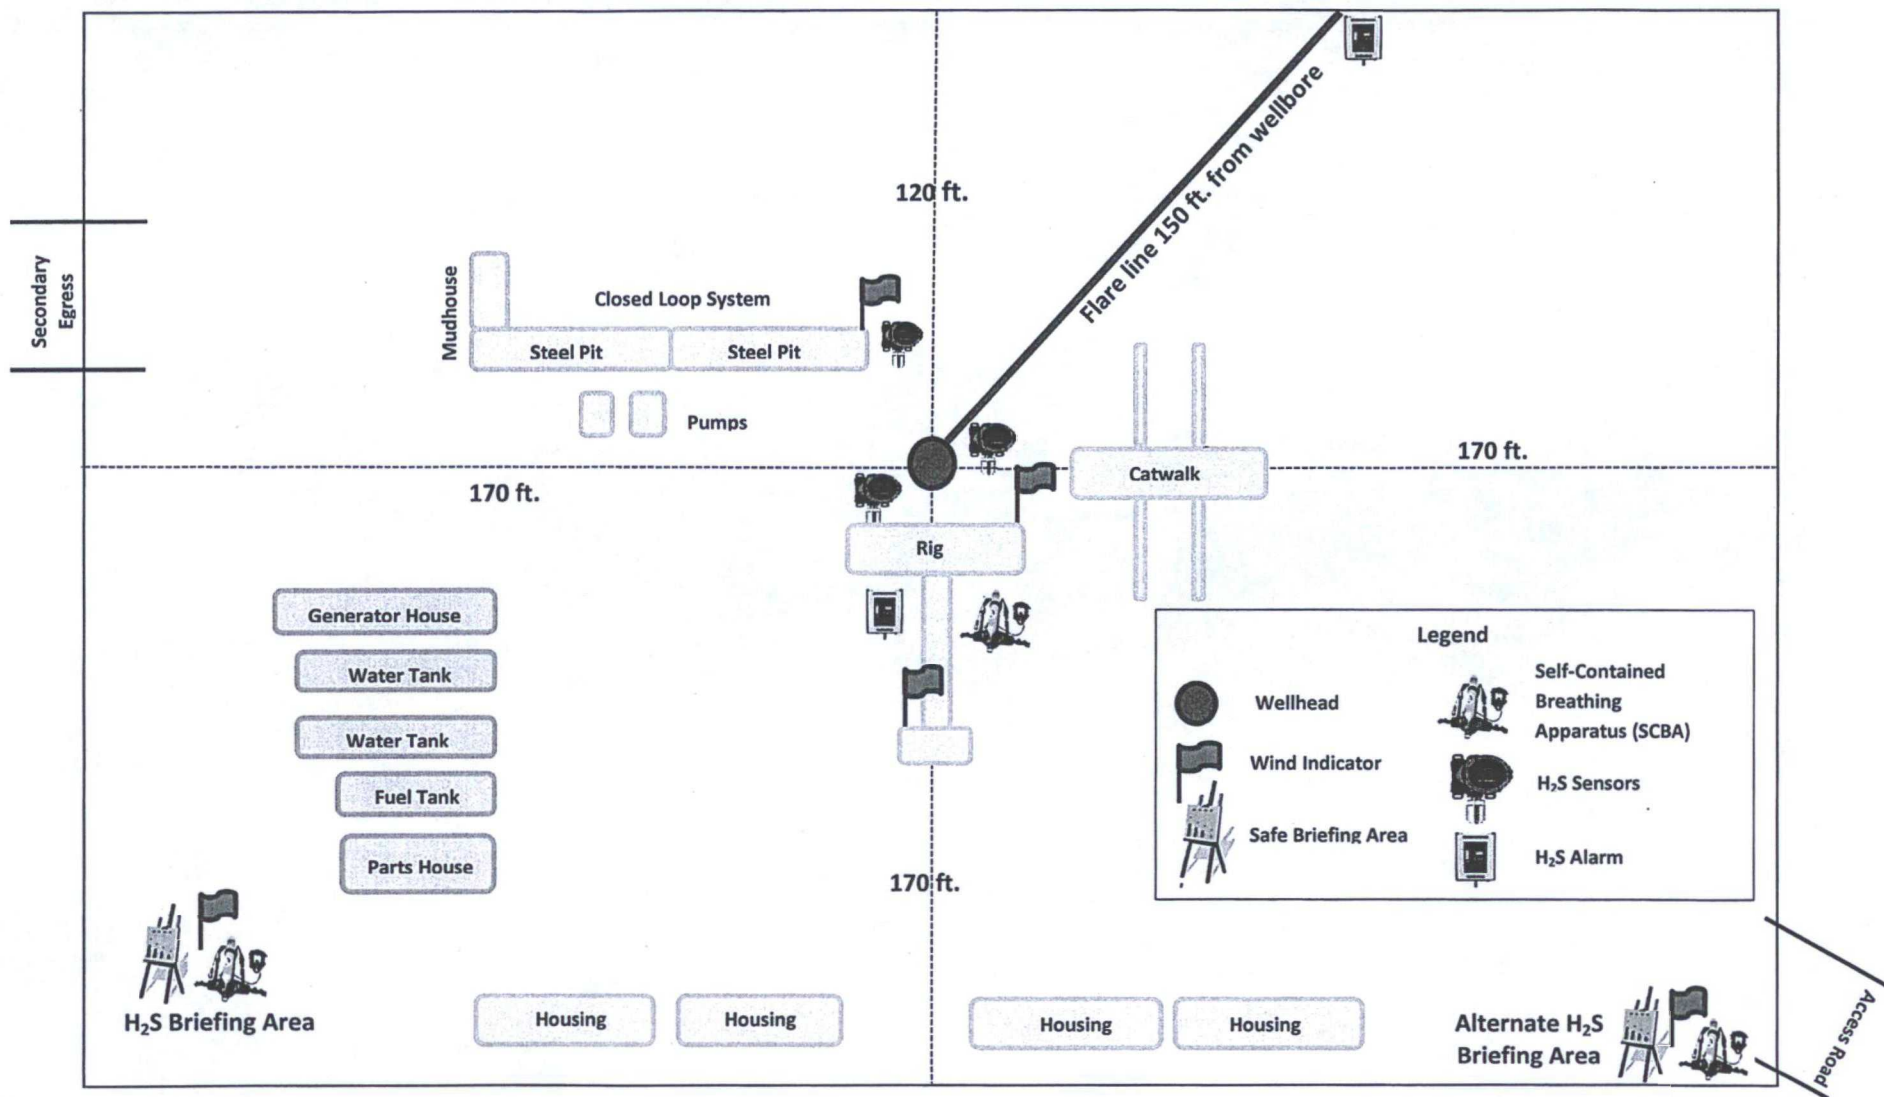 120 ft.
Flare line 150 ft. from wellbore
Secondary
Egress
Mudhouse
Closed Loop System
Steel Pit
Steel Pit
Pumps
170 ft.
170 ft.
Catwalk
Rig
Generator House
Water Tank
Water Tank
Fuel Tank
Parts House
170 ft.
Legend
Wellhead
Wind Indicator
Safe Briefing Area
Self-Contained
Breathing
Apparatus (SCBA)
H₂S Sensors
H₂S Alarm
H₂S Briefing Area
Housing
Housing
Housing
Housing
Alternate H₂S
Briefing Area
Access Road